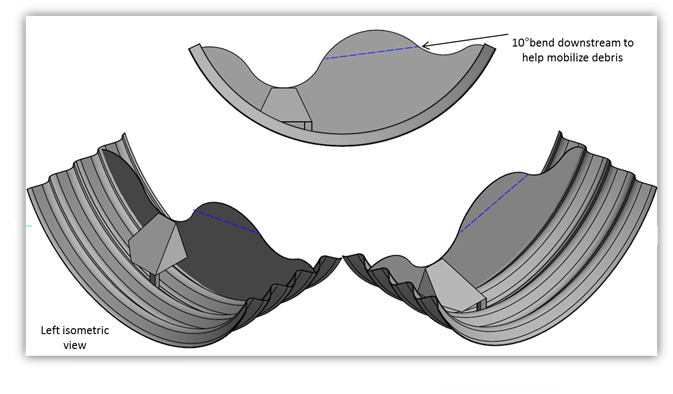 10°bend downstream to
help mobilize debris
Left isometric
view